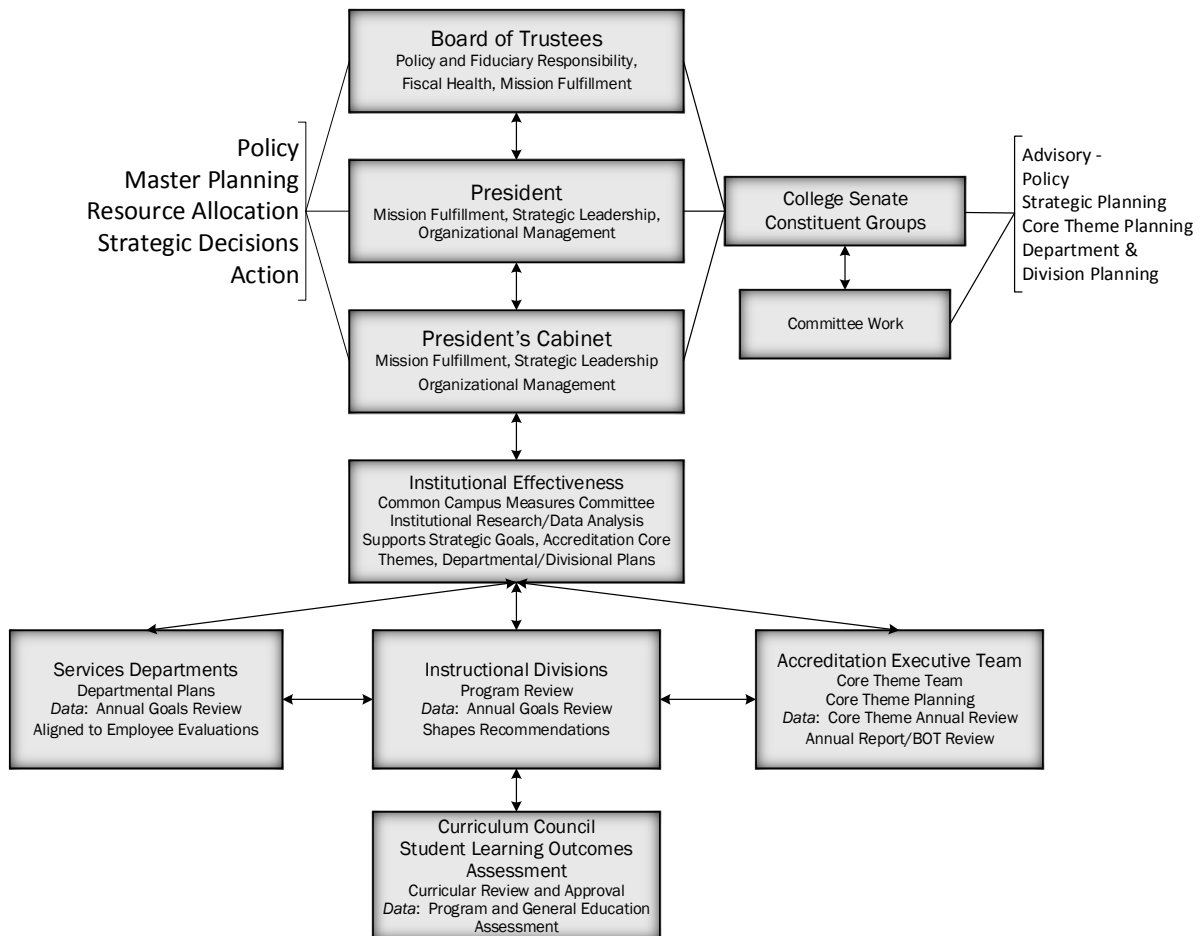 Board of Trustees
Policy and Fiduciary Responsibility,
Fiscal Health, Mission Fulfillment
Policy
Master Planning
Resource Allocation
Strategic Decisions
Action
President
Mission Fulfillment, Strategic Leadership,
Organizational Management
College Senate
Constituent Groups
Advisory -
Policy
Strategic Planning
Core Theme Planning
Department &
Division Planning
Committee Work
President’s Cabinet
Mission Fulfillment, Strategic Leadership
Organizational Management
Institutional Effectiveness
Common Campus Measures Committee
Institutional Research/Data Analysis
Supports Strategic Goals, Accreditation Core
Themes, Departmental/Divisional Plans
Services Departments
Departmental Plans
Data: Annual Goals Review
Aligned to Employee Evaluations
Instructional Divisions
Program Review
Data: Annual Goals Review
Shapes Recommendations
Accreditation Executive Team
Core Theme Team
Core Theme Planning
Data: Core Theme Annual Review
Annual Report/BOT Review
Curriculum Council
Student Learning Outcomes
Assessment
Curricular Review and Approval
Data: Program and General Education
Assessment